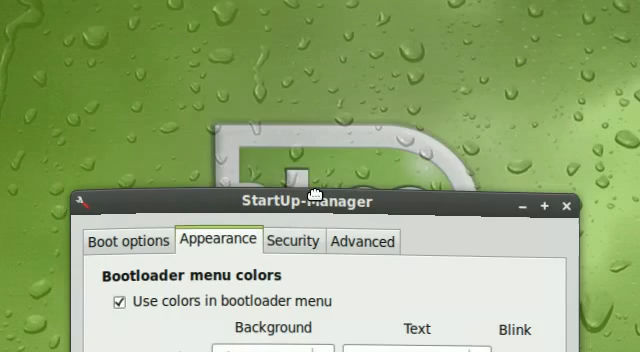 StartUp-Manager
Boot options Appearance Security Advanced
Bootloader menu colors
Use colors in bootloader menu
Background Text Blink